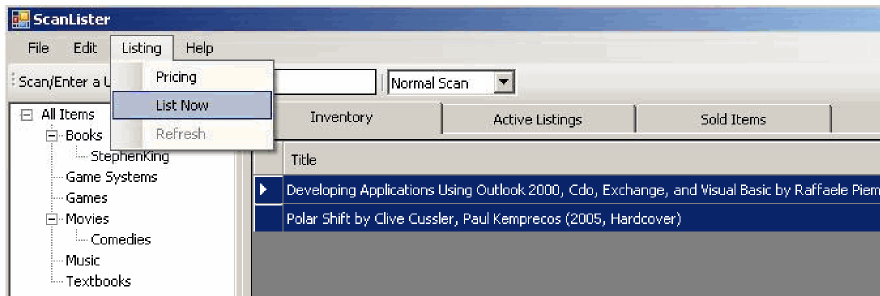 ScanLister
File Edit Listing Help
Scan/Enter a U
Normal Scan
Pricing
List Now
Refresh
All Items
Books
StephenKing
Game Systems
Games
Movies
Comedies
Music
Textbooks
Inventory Active Listings Sold Items
Title
Developing Applications Using Outlook 2000, Cdo, Exchange, and Visual Basic by Raffaele Piem
Polar Shift by Clive Cussler, Paul Kemprecos (2005, Hardcover)